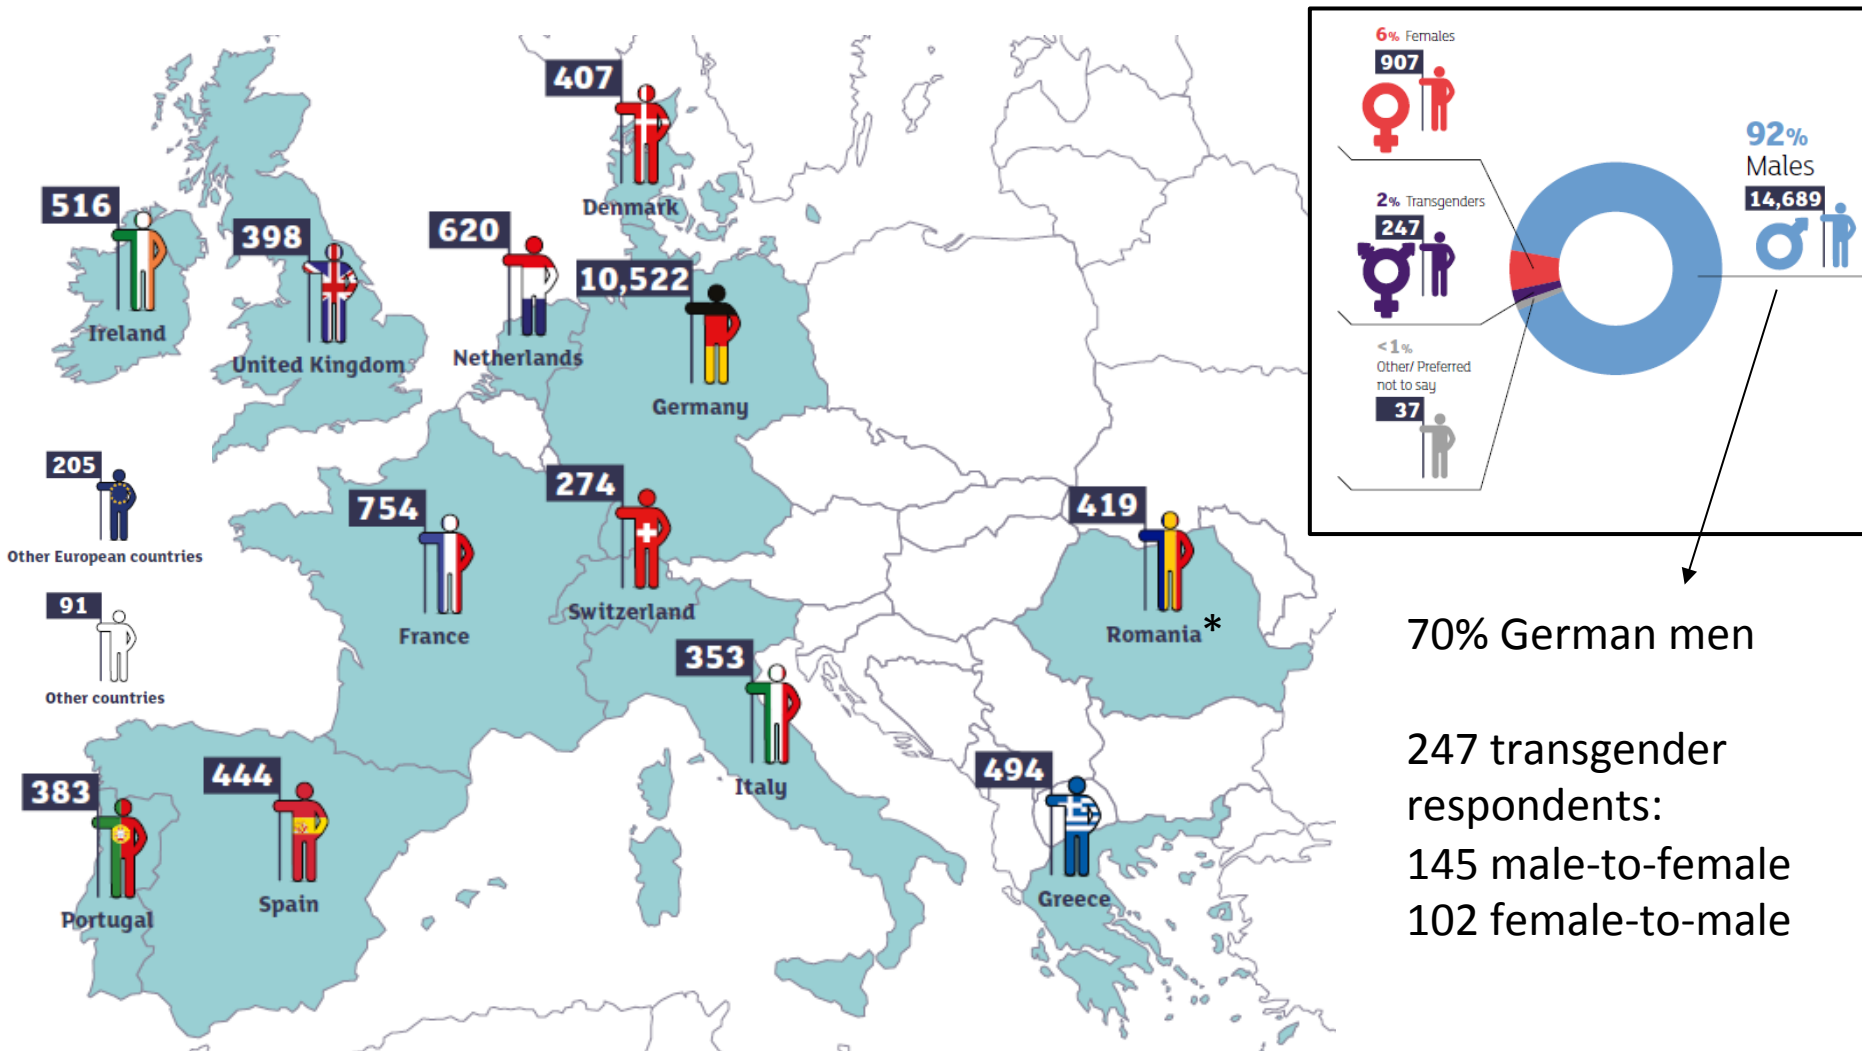 407
Denmark
516
Ireland
398
United Kingdom
620
Netherlands
10,522
Germany
205
Other European countries
91
Other countries
754
France
274
Switzerland
419
Romania*
353
Italy
383
Portugal
444
Spain
494
Greece
6% Females
907
2% Transgenders
247
<1%
Other/ Preferred
not to say
37
92%
Males
14,689
70% German men
247 transgender
respondents:
145 male-to-female
102 female-to-male